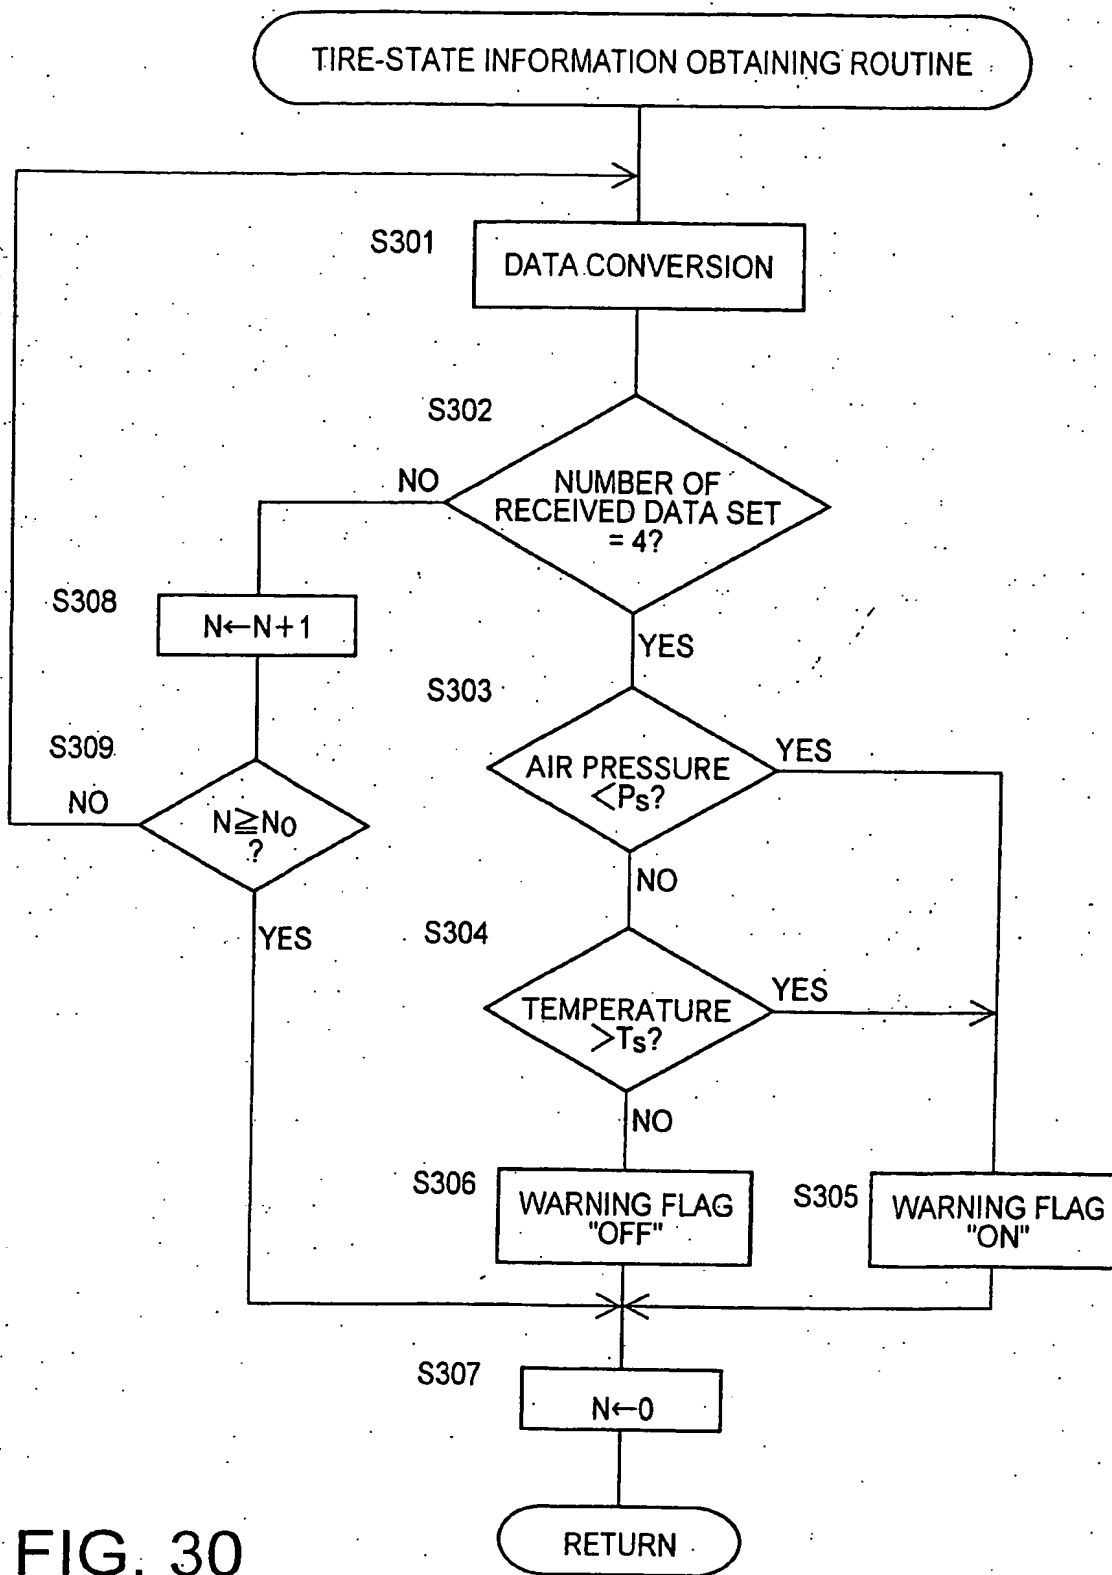 TIRE-STATE INFORMATION OBTAINING ROUTINE
S301
DATA CONVERSION
S302
NO
NUMBER OF
RECEIVED DATA SET
= 4?
S308
N←N+1
YES
S303
S309
AIR PRESSURE
<Ps?
YES
NO
N≧N0
?
NO
YES
S304
TEMPERATURE
>Ts?
YES
NO
S306
WARNING FLAG
"OFF"
S305
WARNING FLAG
"ON"
S307
N←0
RETURN
FIG. 30